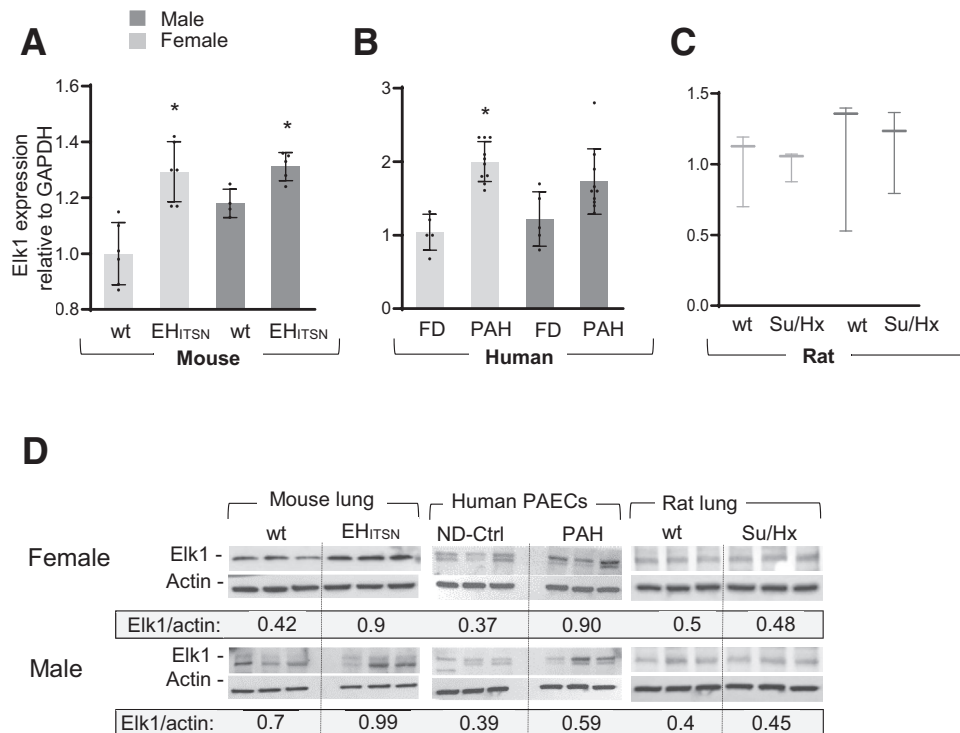 Male
Female
A
B
C
Elk1 expression
relative to GAPDH
1.6
1.4
1.2
1.0
0.8
*
*
wt EHITSN wt EHITSN
Mouse
3
2
1
0
*
FD PAH FD PAH
Human
1.5
1.0
0.5
0.0
wt Su/Hx wt Su/Hx
Rat
D
Mouse lung Human PAECs Rat lung
wt EHITSN ND-Ctrl PAH wt Su/Hx
Female
Elk1 -
Actin -
Elk1/actin: 0.42 0.9 0.37 0.90 0.5 0.48
Male
Elk1 -
Actin -
Elk1/actin: 0.7 0.99 0.39 0.59 0.4 0.45